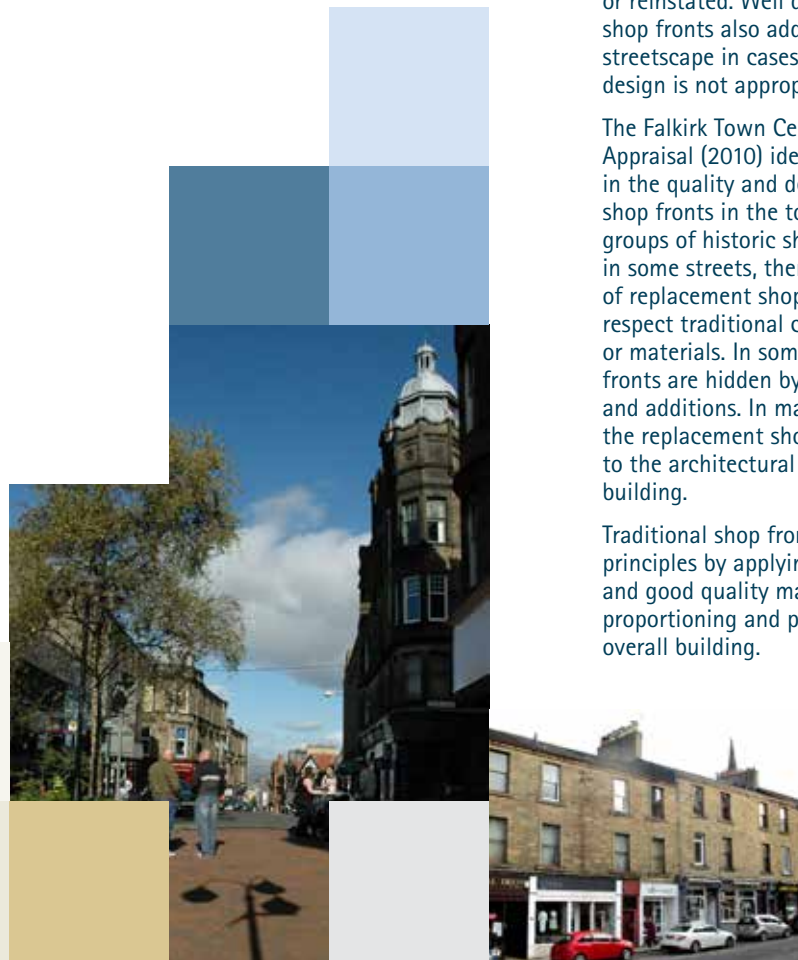 or reinstated. Well
shop fronts also add
streetscape in cases
design is not approp
The Falkirk Town Ce
Appraisal (2010) ide
in the quality and de
shop fronts in the to
groups of historic sh
in some streets, the
of replacement shop
respect traditional
or materials. In som
fronts are hidden by
and additions. In ma
the replacement sho
to the architectural
building.
Traditional shop fron
principles by applyin
and good quality ma
proportioning and p
overall building.